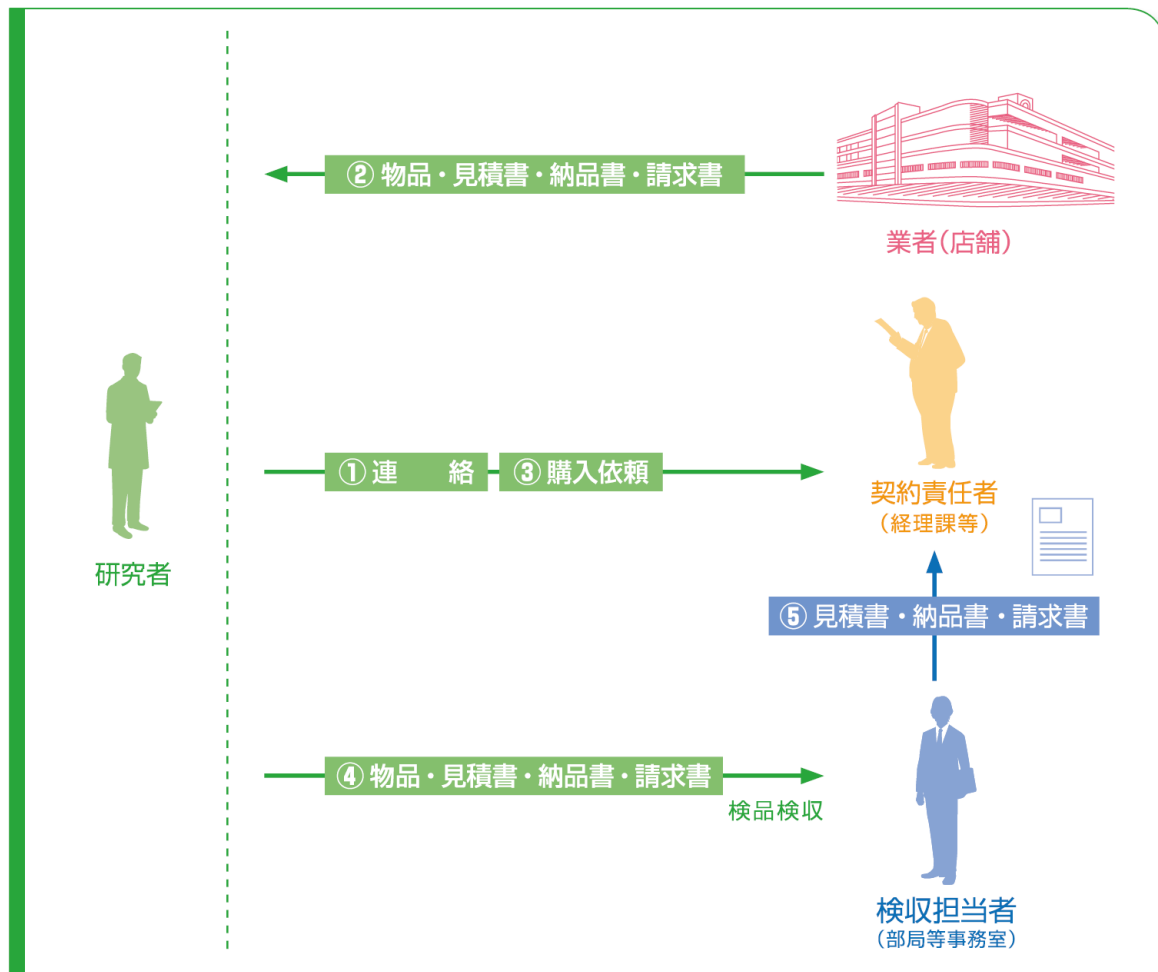 ② 物品・見積書・納品書・請求書
業者(店舗)
① 連　　絡
③ 購入依頼
契約責任者
(経理課等)
研究者
⑤ 見積書・納品書・請求書
④ 物品・見積書・納品書・請求書
検品検収
検収担当者
(部局等事務室)